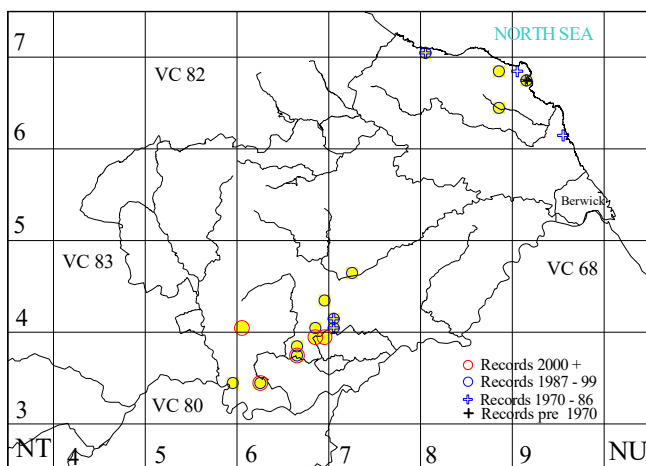 7
NORTH SEA
VC 82
6
Berwick
5
VC 83
VC 68
4
Records 2000 +
Records 1987 - 99
Records 1970 - 86
VC 80
Records pre 1970
3
NT 4 5 6 7 8 9 NU